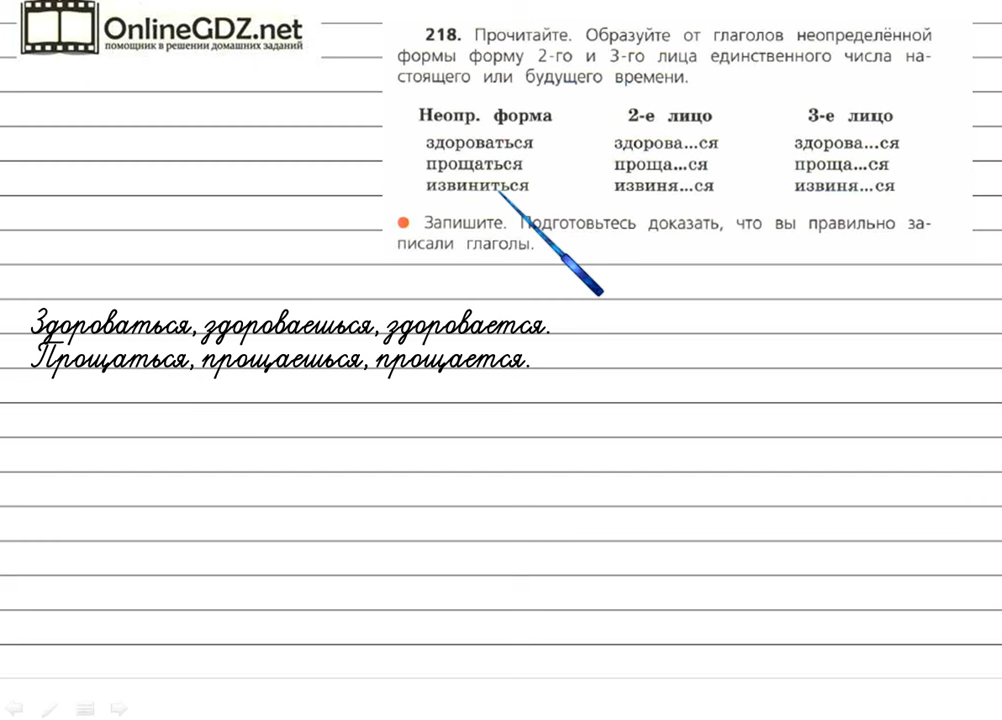 OnlineGDZ.net
помощник в решении домашних заданий
218. Прочитайте. Образуйте от глаголов неопределённой
формы форму 2-го и 3-го лица единственного числа на-
стоящего или будущего времени.
Неопр. форма 2-е лицо 3-е лицо
здороваться здорова...ся здорова...ся
прощаться проща...ся проща...ся
извиниться извиня...ся извиня...ся
Запишите. Подготовьтесь доказать, что вы правильно за-
писали глаголы.
Здороваться, здороваешься, здоровается.
Прощаться, прощаешься, прощается.